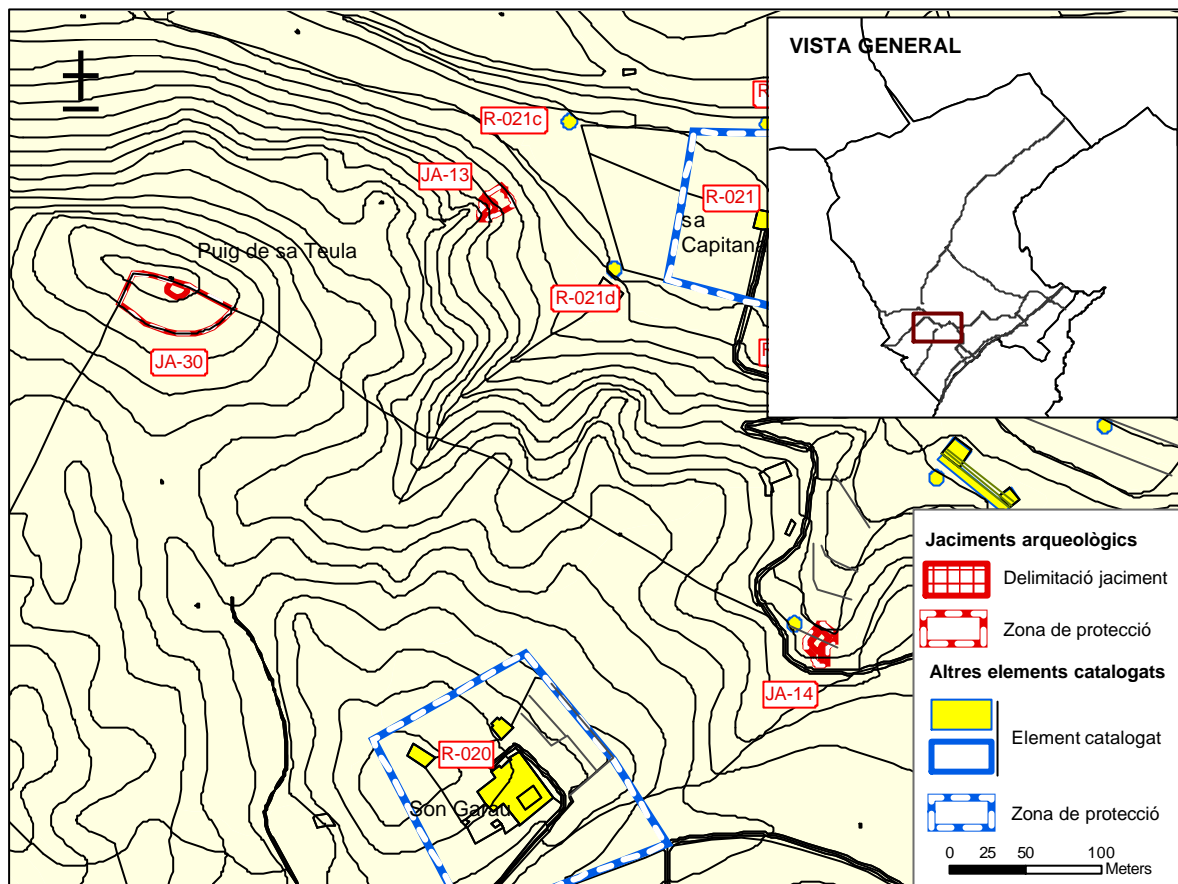 VISTA GENERAL
R-021c
R
JA-13
R-021
sa
Capitana
Puig de sa Teula
R-021d
JA-30
R
Jaciments arqueològics
Delimitació jaciment
Zona de protecció
Altres elements catalogats
Element catalogat
Zona de protecció
0 25 50 100
Meters
JA-14
R-020
Son Garau